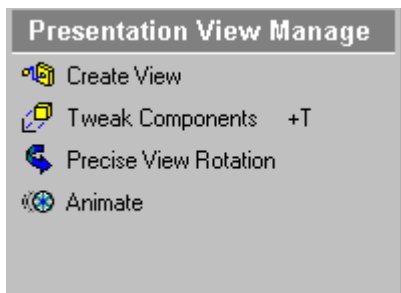 Presentation View Manage
Create View
Tweak Components +T
Precise View Rotation
Animate